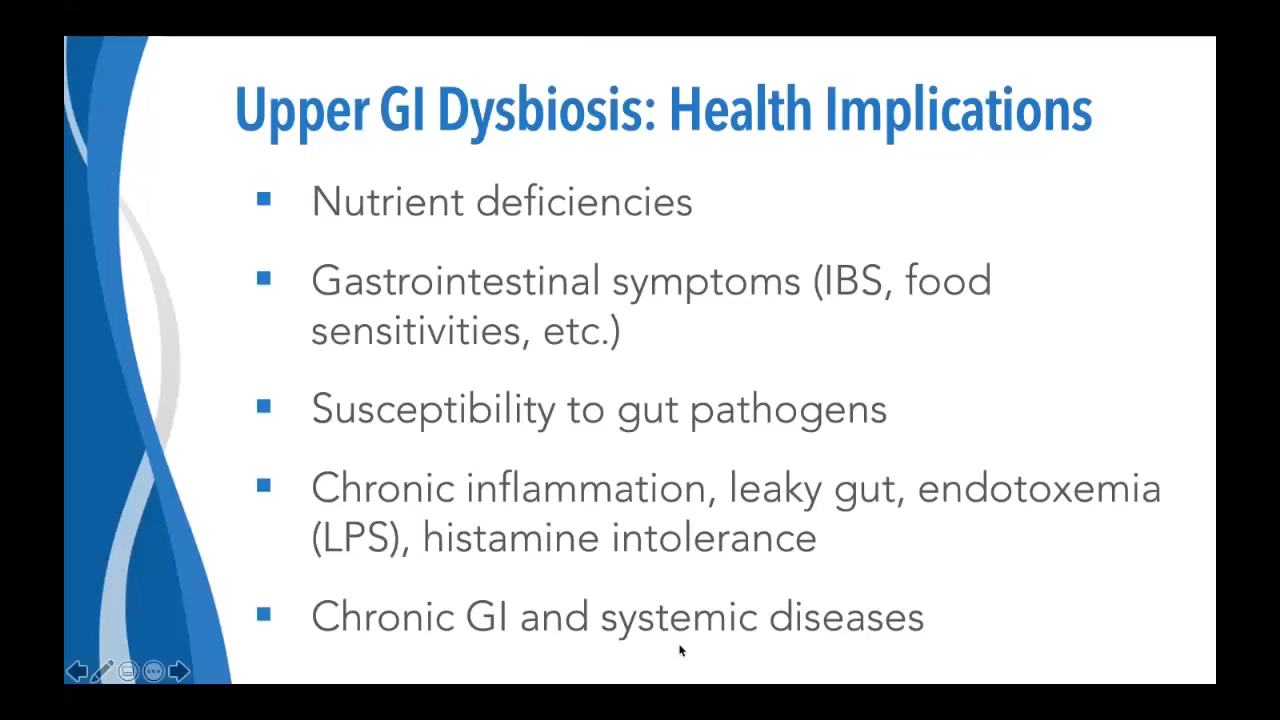 Upper GI Dysbiosis: Health Implications
▪ Nutrient deficiencies
▪ Gastrointestinal symptoms (IBS, food
sensitivities, etc.)
▪ Susceptibility to gut pathogens
▪ Chronic inflammation, leaky gut, endotoxemia
(LPS), histamine intolerance
▪ Chronic GI and systemic diseases